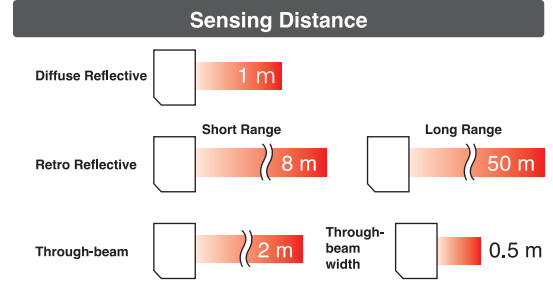 Sensing Distance
Diffuse Reflective
1 m
Short Range
Long Range
Retro Reflective
8 m
50 m
Through-beam
2 m
Through-
beam
width
0.5 m